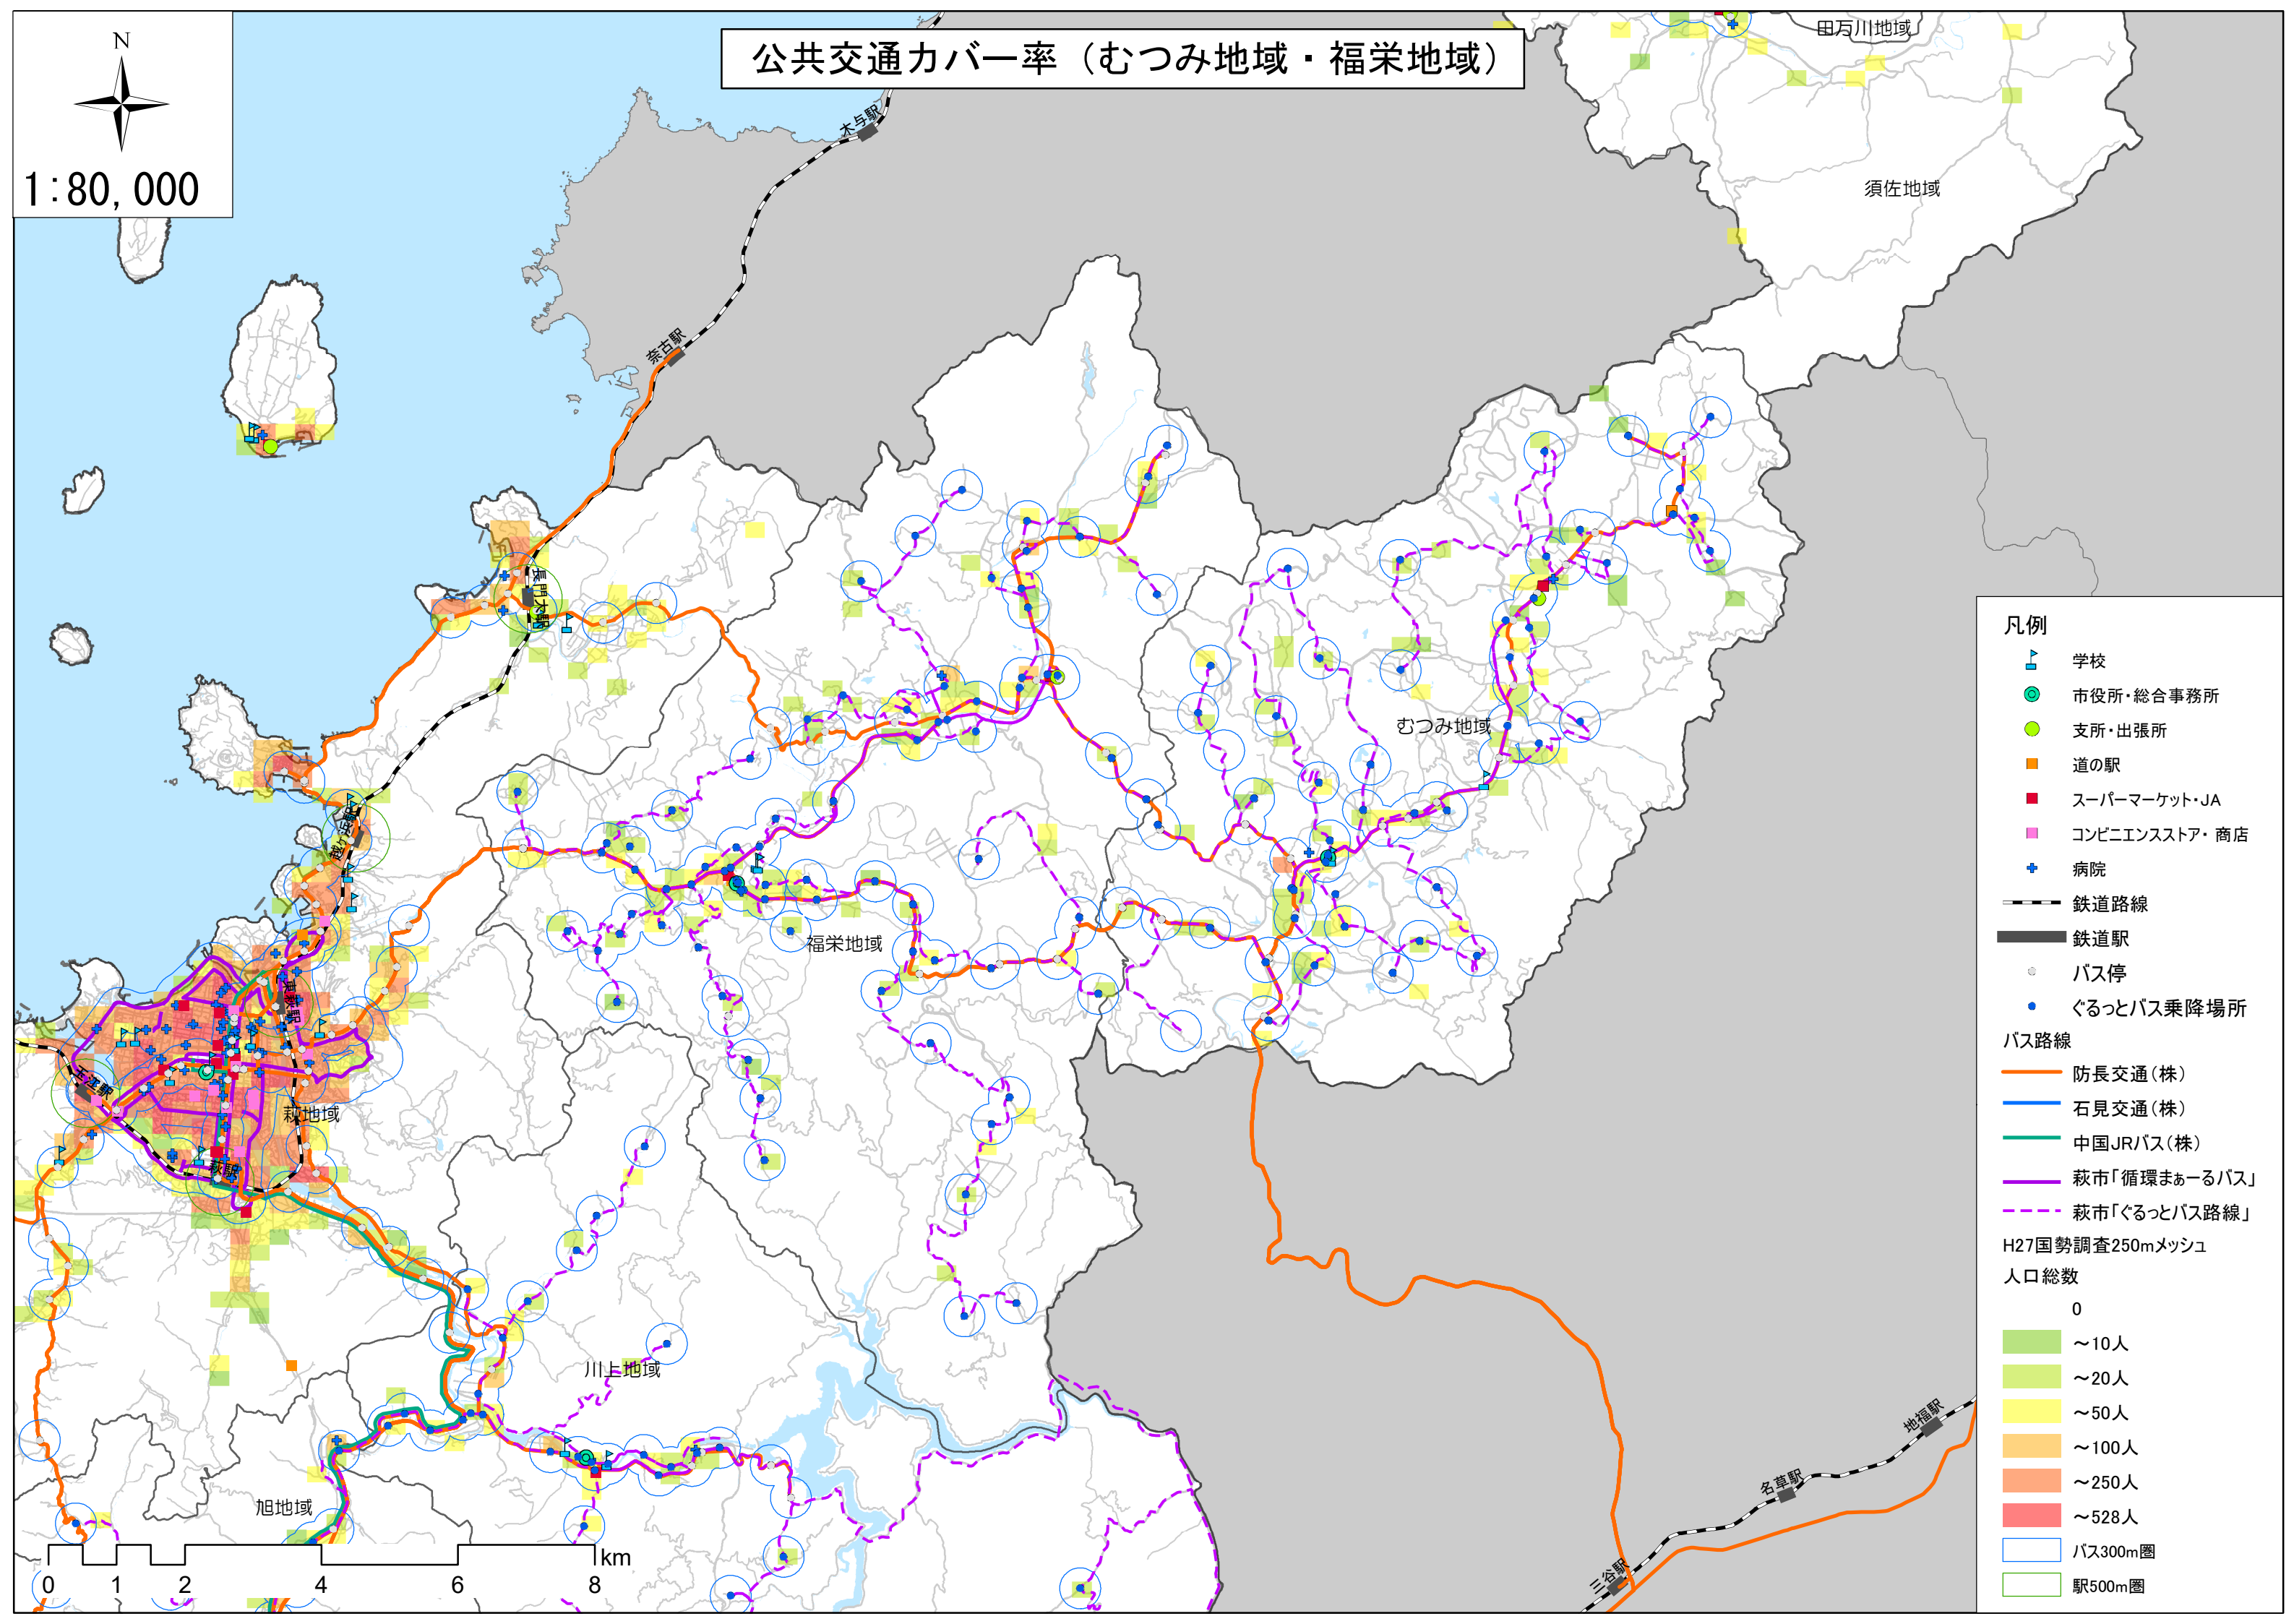 公共交通カバー率（むつみ地域・福栄地域）
N
1:80,000
田万川地域
須佐地域
木与駅
奈古駅
長門大井駅
越ヶ浜駅
むつみ地域
福栄地域
東萩駅
玉江駅
萩地域
萩駅
川上地域
旭地域
地福駅
名草駅
三谷駅
0 1 2 4 6 8 km
凡例
学校
市役所・総合事務所
支所・出張所
道の駅
スーパーマーケット・JA
コンビニエンスストア・ 商店
病院
鉄道路線
鉄道駅
バス停
ぐるっとバス乗降場所
バス路線
防長交通（株）
石見交通（株）
中国JRバス（株）
萩市「循環まぁーるバス」
萩市「ぐるっとバス路線」
H27国勢調査250mメッシュ
人口総数
0
～10人
～20人
～50人
～100人
～250人
～528人
バス300m圏
駅500m圏